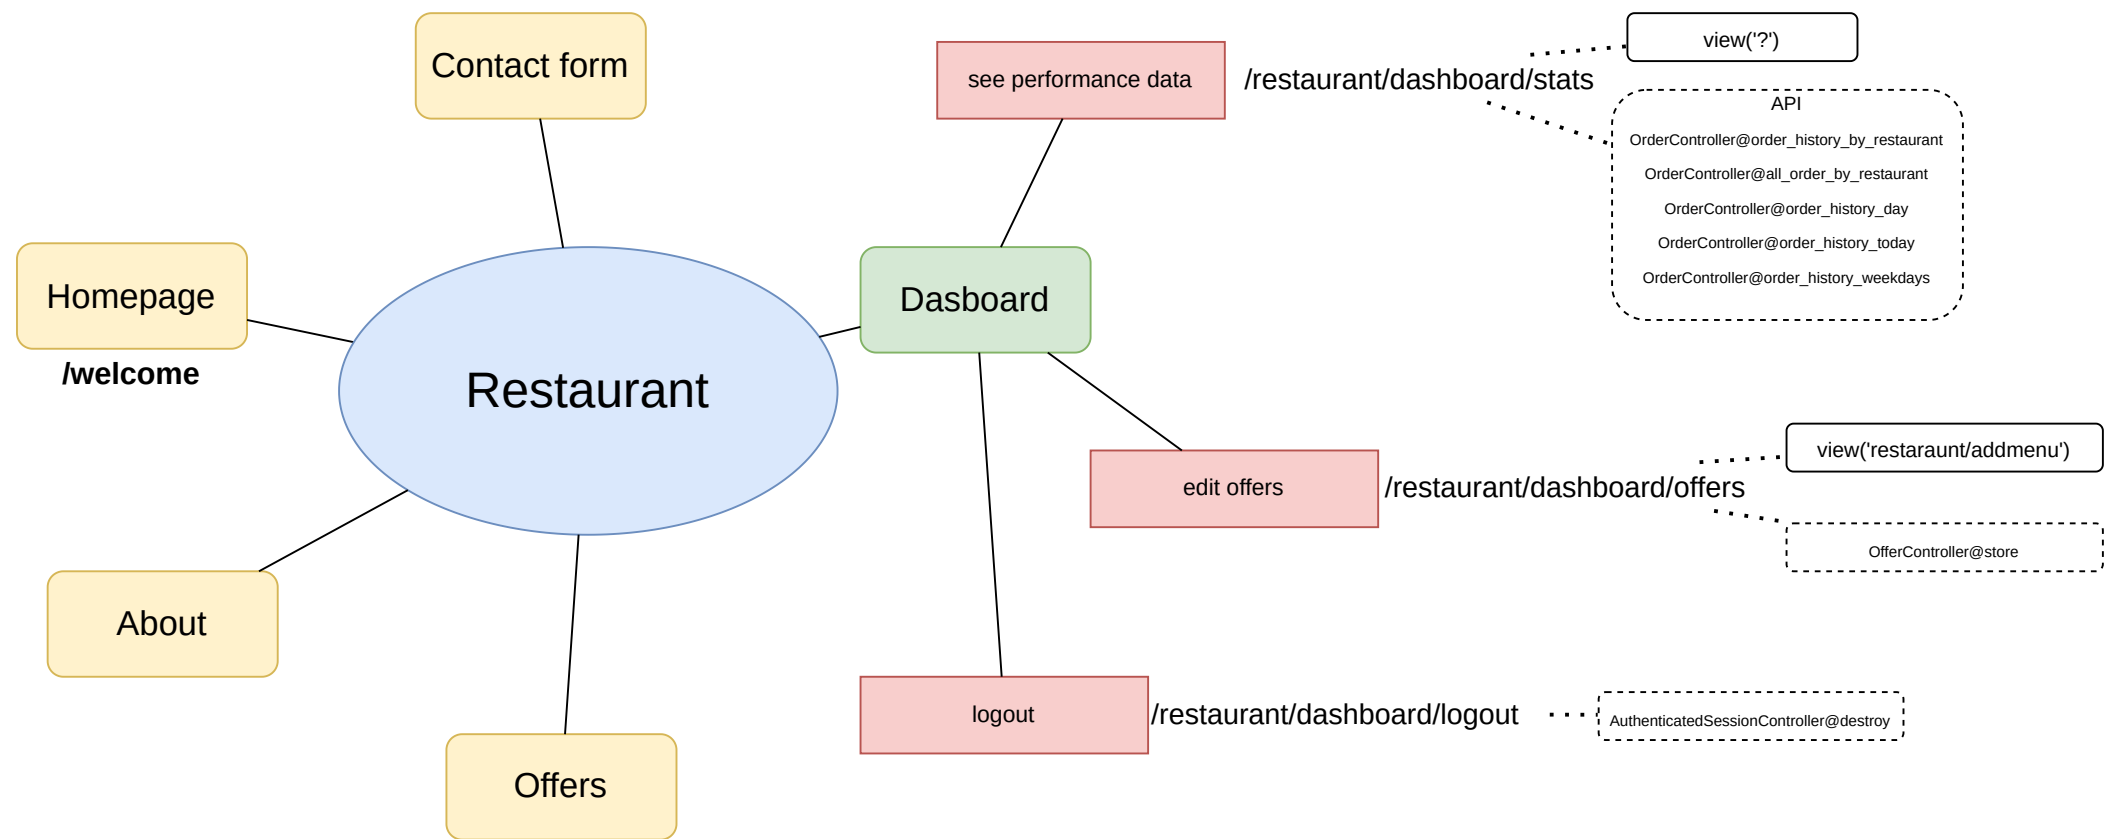 Contact form
see performance data
/restaurant/dashboard/stats
view('?')
API
OrderController@order_history_by_restaurant
OrderController@all_order_by_restaurant
OrderController@order_history_day
OrderController@order_history_today
OrderController@order_history_weekdays
Homepage
/welcome
Restaurant
Dasboard
edit offers
/restaurant/dashboard/offers
view('restaraunt/addmenu')
OfferController@store
About
logout
/restaurant/dashboard/logout
AuthenticatedSessionController@destroy
Offers